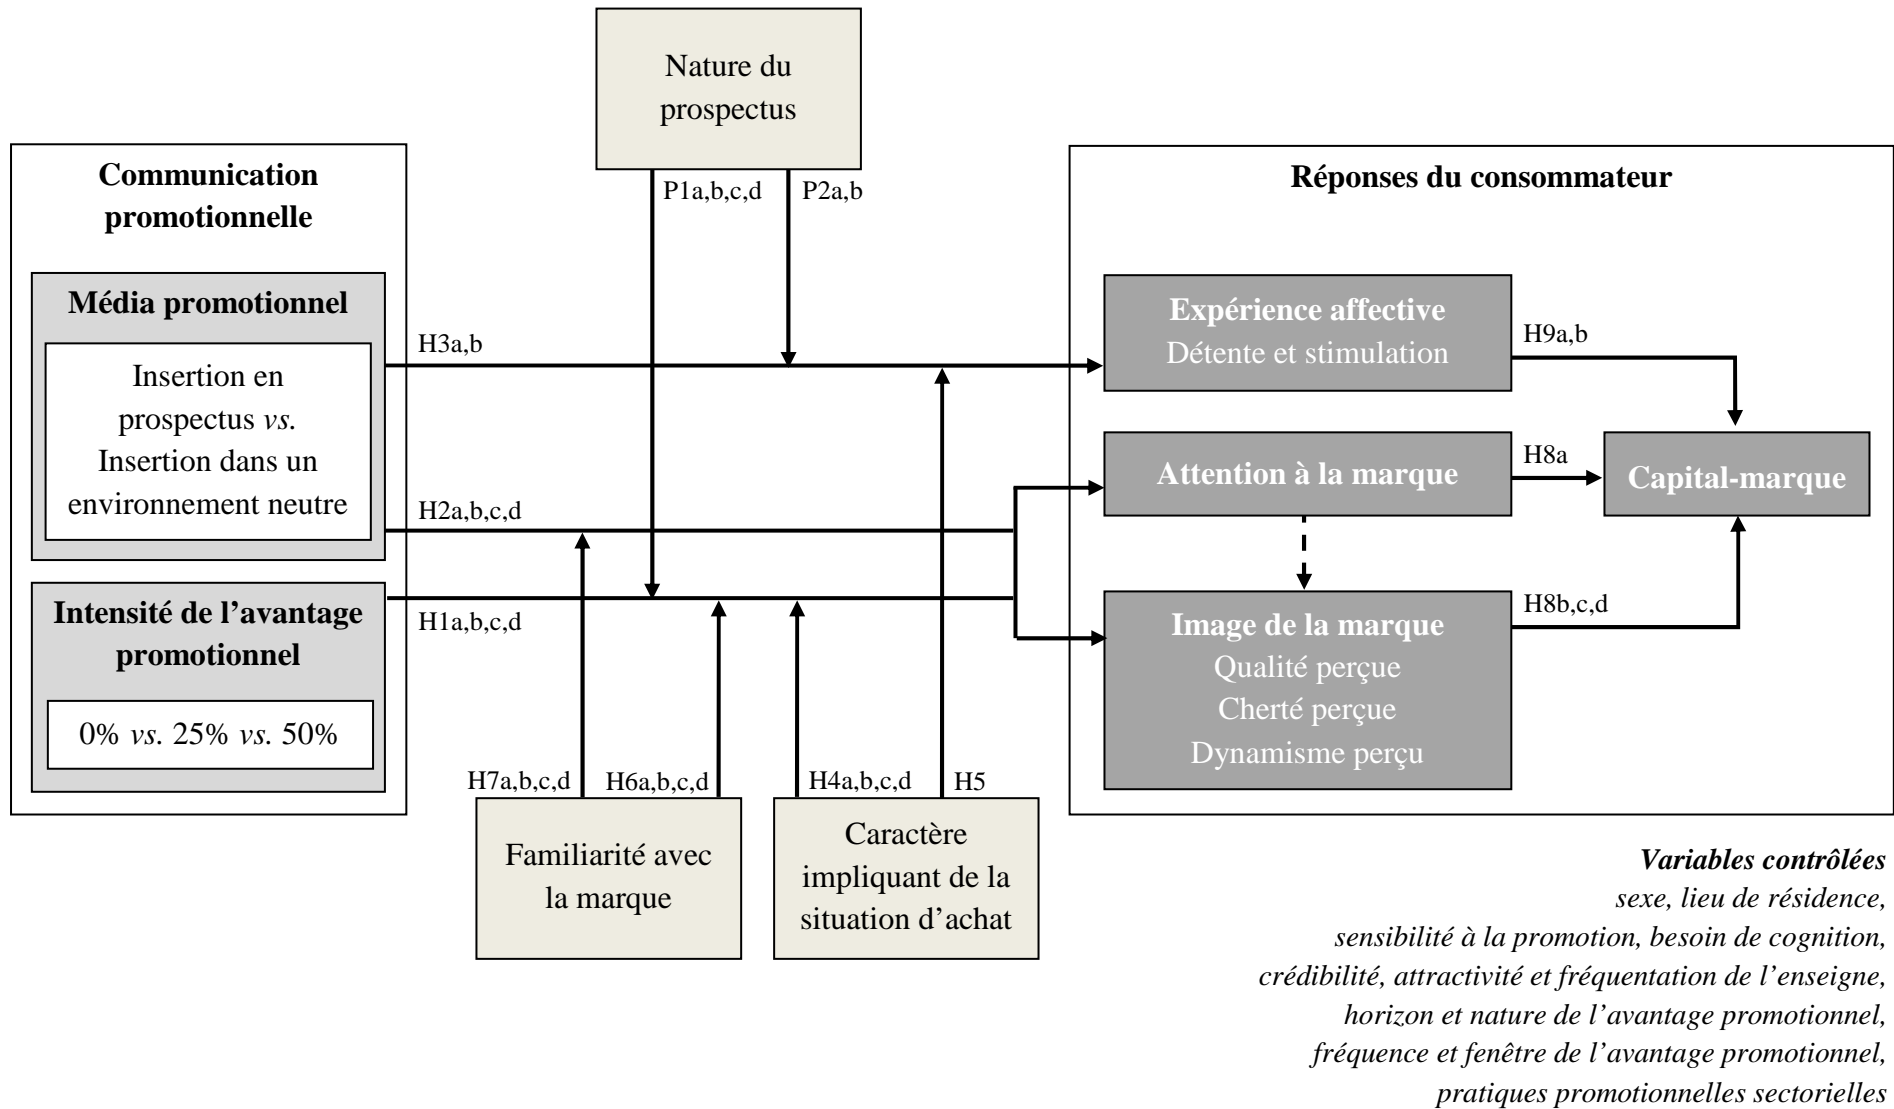 Nature du
prospectus
Communication
promotionnelle
P1a,b,c,d
P2a,b
Réponses du consommateur
Média promotionnel
Insertion en
prospectus vs.
Insertion dans un
environnement neutre
H3a,b
Expérience affective
Détente et stimulation
H9a,b
Attention à la marque
H8a
Capital-marque
H2a,b,c,d
Intensité de l’avantage
promotionnel
0% vs. 25% vs. 50%
H1a,b,c,d
Image de la marque
Qualité perçue
Cherté perçue
Dynamisme perçu
H8b,c,d
H7a,b,c,d
H6a,b,c,d
H4a,b,c,d
H5
Familiarité avec
la marque
Caractère
impliquant de la
situation d’achat
Variables contrôlées
sexe, lieu de résidence,
sensibilité à la promotion, besoin de cognition,
crédibilité, attractivité et fréquentation de l’enseigne,
horizon et nature de l’avantage promotionnel,
fréquence et fenêtre de l’avantage promotionnel,
pratiques promotionnelles sectorielles